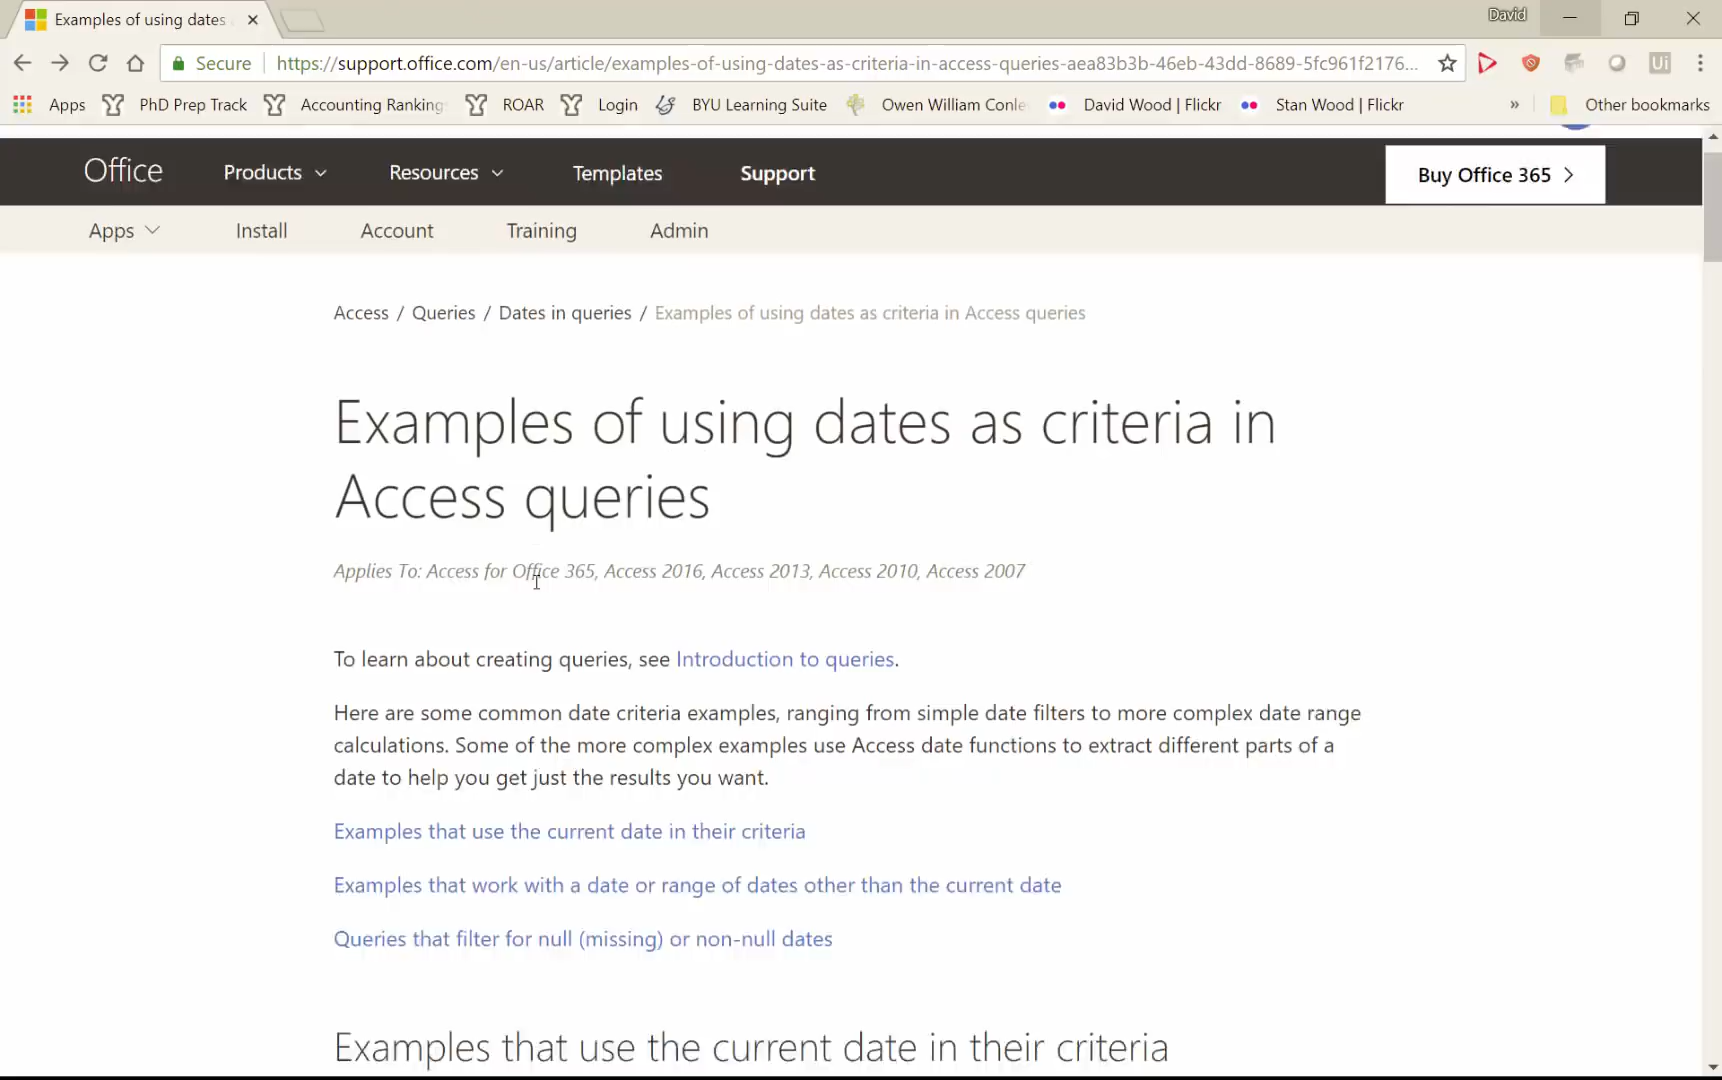 Examples of using dates
David
Secure
https://support.office.com/en-us/article/examples-of-using-dates-as-criteria-in-access-queries-aea83b3b-46eb-43dd-8689-5fc961f2176...
Apps PhD Prep Track Accounting Ranking ROAR Login BYU Learning Suite Owen William Conle David Wood | Flickr Stan Wood | Flickr » Other bookmarks
Office Products Resources Templates Support Buy Office 365
Apps Install Account Training Admin
Access / Queries / Dates in queries / Examples of using dates as criteria in Access queries
Examples of using dates as criteria in
Access queries
Applies To: Access for Office 365, Access 2016, Access 2013, Access 2010, Access 2007
To learn about creating queries, see Introduction to queries.
Here are some common date criteria examples, ranging from simple date filters to more complex date range
calculations. Some of the more complex examples use Access date functions to extract different parts of a
date to help you get just the results you want.
Examples that use the current date in their criteria
Examples that work with a date or range of dates other than the current date
Queries that filter for null (missing) or non-null dates
Examples that use the current date in their criteria